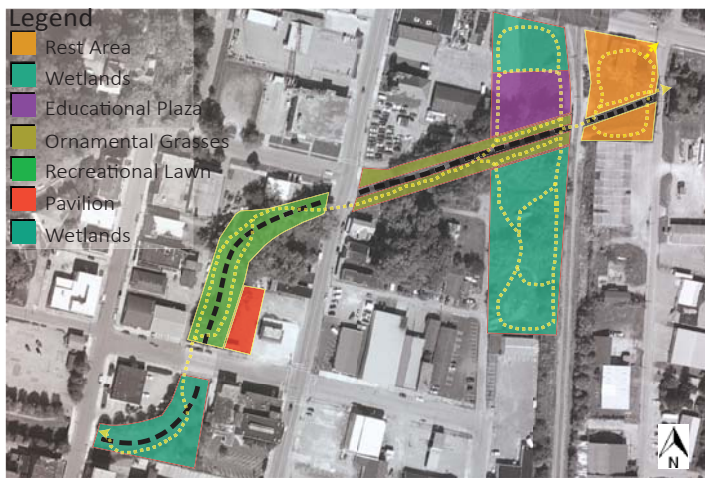 Legend
Rest Area
Wetlands
Educational Plaza
Ornamental Grasses
Recreational Lawn
Pavilion
Wetlands
N